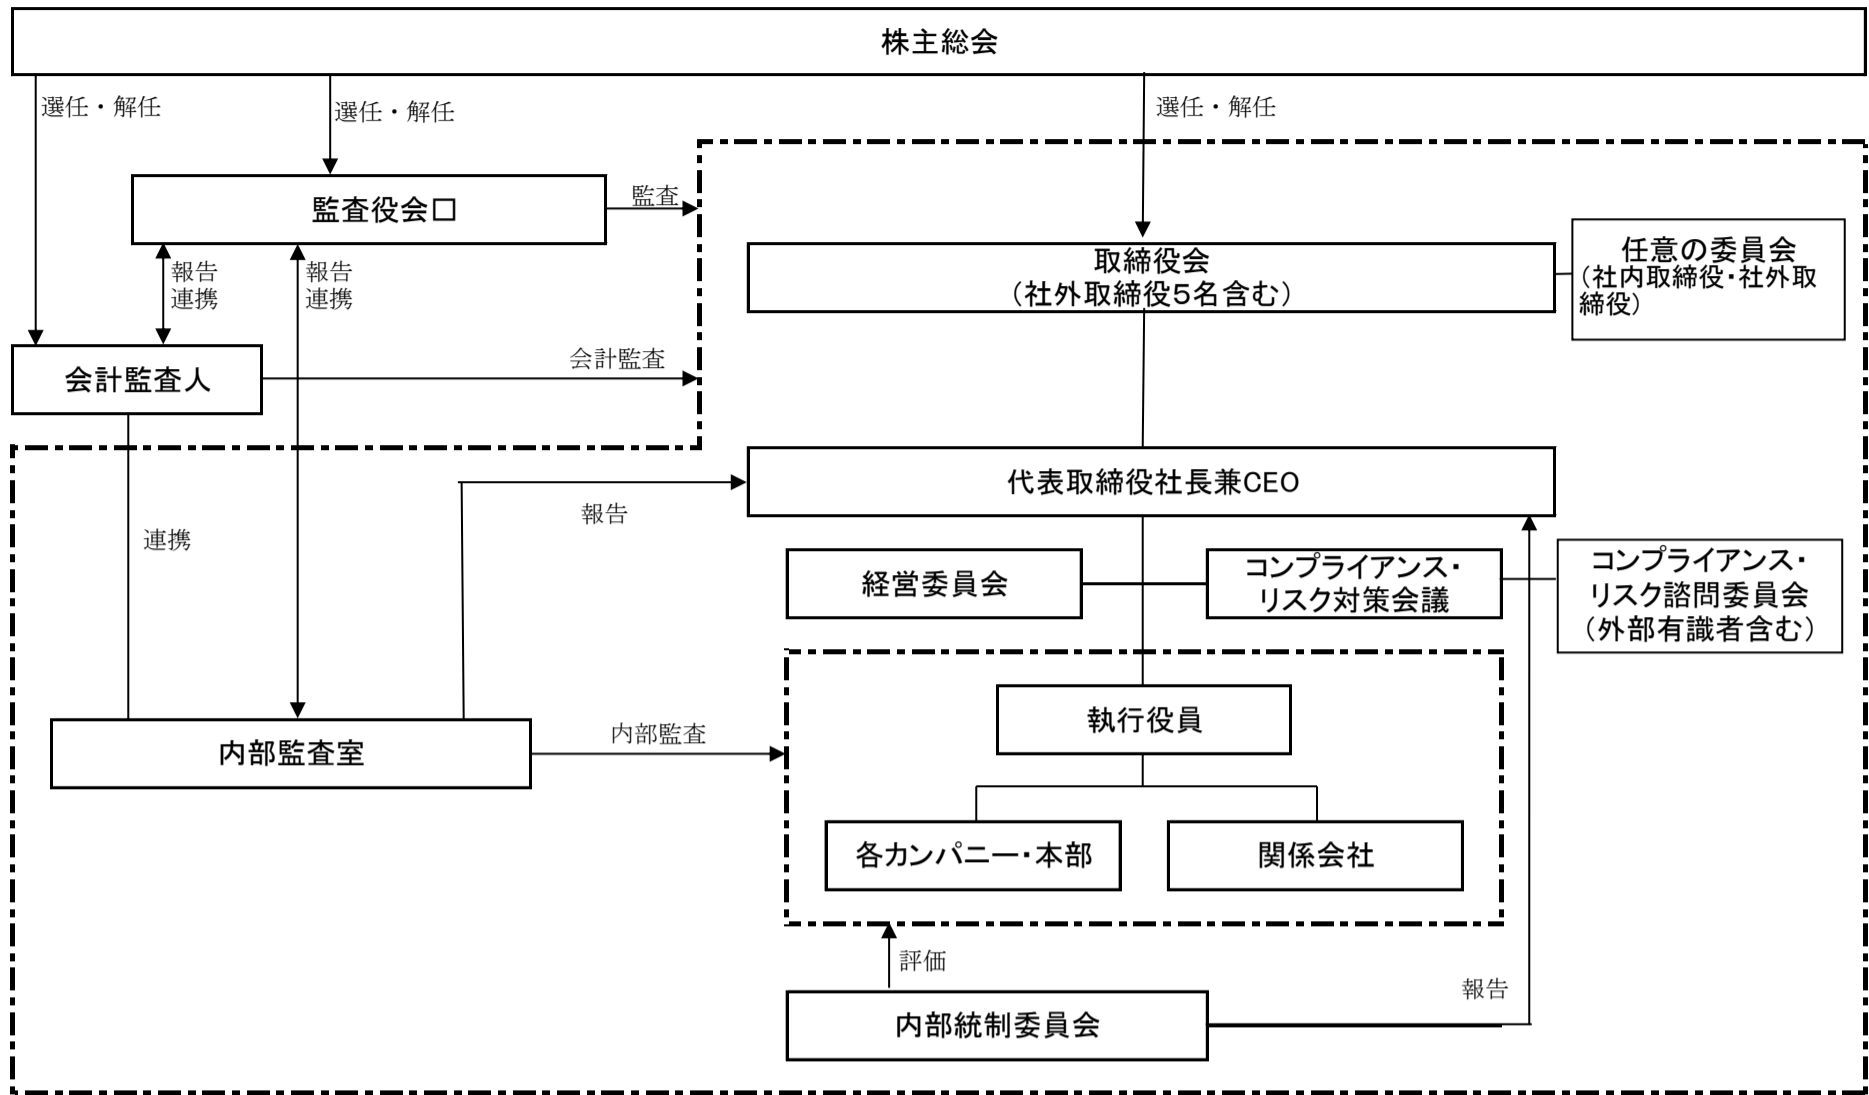 株主総会
選任・解任
選任・解任
選任・解任
監査役会口
監査
取締役会
（社外取締役５名含む）
任意の委員会
（社内取締役・社外取
締役）
報告
連携
報告
連携
会計監査人
会計監査
代表取締役社長兼CEO
報告
連携
経営委員会
コンプライアンス・
リスク対策会議
コンプライアンス・
リスク諮問委員会
（外部有識者含む）
執行役員
内部監査室
内部監査
各カンパニー・本部
関係会社
評価
報告
内部統制委員会